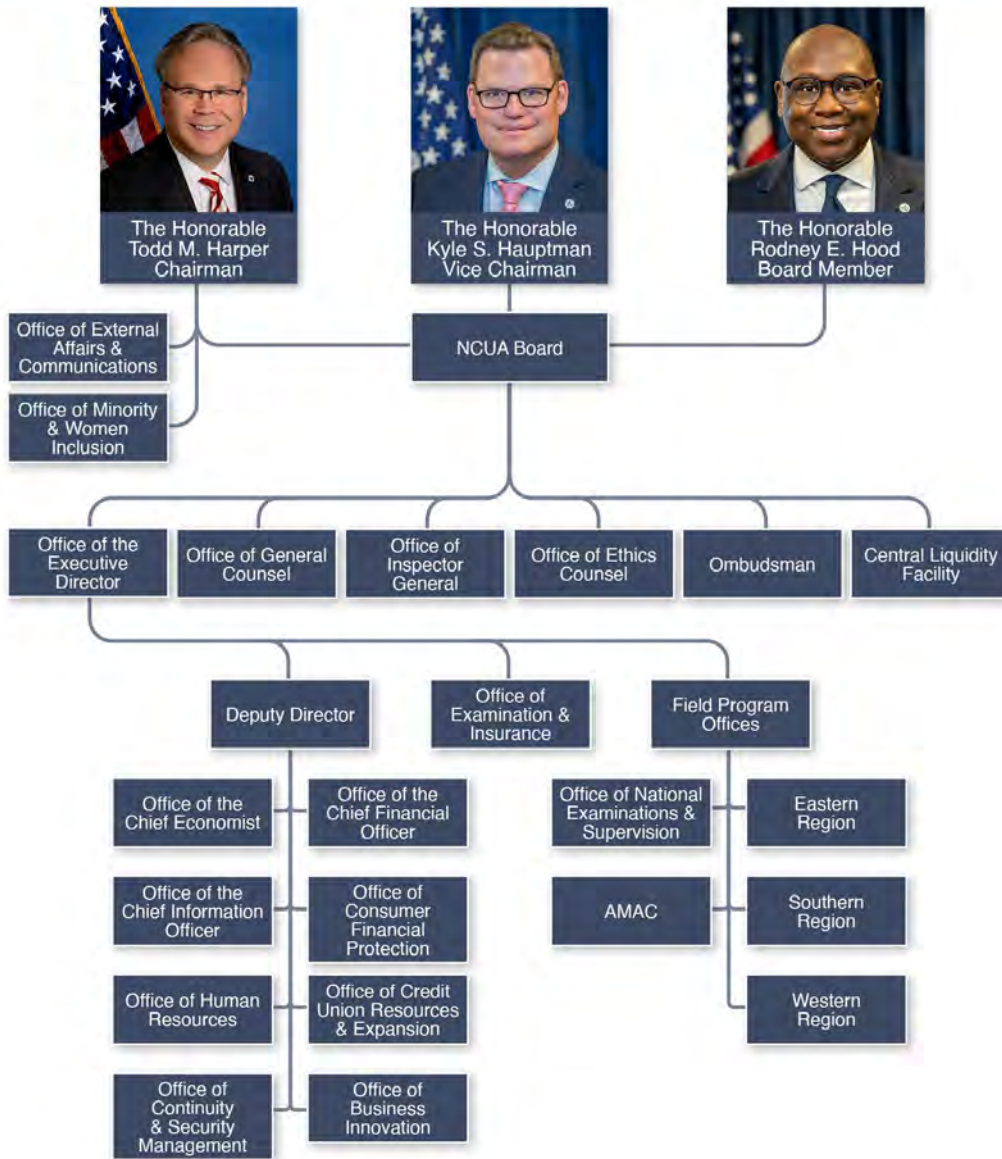 The Honorable
Todd M. Harper
Chairman
The Honorable
Kyle S. Hauptman
Vice Chairman
The Honorable
Rodney E. Hood
Board Member
Office of External
Affairs &
Communications
NCUA Board
Office of Minority
& Women
Inclusion
Office of the
Executive
Director
Office of General
Counsel
Office of
Inspector
General
Office of Ethics
Counsel
Ombudsman
Central Liquidity
Facility
Deputy Director
Office of
Examination &
Insurance
Field Program
Offices
Office of the
Chief Economist
Office of the
Chief Financial
Officer
Office of National
Examinations &
Supervision
Eastern
Region
Office of the
Chief Information
Officer
Office of
Consumer
Financial
Protection
AMAC
Southern
Region
Office of Human
Resources
Office of Credit
Union Resources
& Expansion
Western
Region
Office of
Continuity
& Security
Management
Office of
Business
Innovation